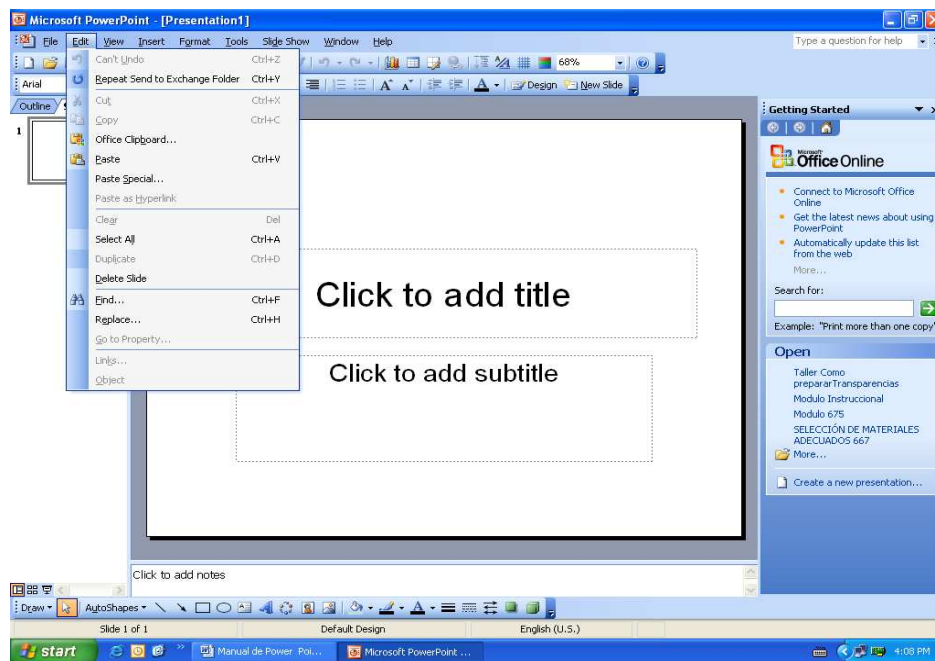 Microsoft PowerPoint - [Presentation1]
File Edit View Insert Format Tools Slide Show Window Help
Type a question for help
Can't Undo Ctrl+Z
Repeat Send to Exchange Folder Ctrl+Y
Cut Ctrl+X
Copy Ctrl+C
Office Clipboard...
Paste Ctrl+V
Paste Special...
Paste as Hyperlink
Clear Del
Select All Ctrl+A
Duplicate Ctrl+D
Delete Slide
Find... Ctrl+F
Replace... Ctrl+H
Go to Property...
Links...
Object
68%
Arial
Design New Slide
Outline
1
Click to add title
Click to add subtitle
Click to add notes
Getting Started
Microsoft
Office Online
Connect to Microsoft Office
Online
Get the latest news about using
PowerPoint
Automatically update this list
from the web
More...
Search for:
Example: "Print more than one copy"
Open
Taller Como
prepararTransparencias
Modulo Instruccional
Modulo 675
SELECCIÓN DE MATERIALES
ADECUADOS 667
More...
Create a new presentation...
Draw AutoShapes
Slide 1 of 1 Default Design English (U.S.)
start Manual de Power Poi... Microsoft PowerPoint ... 4:08 PM